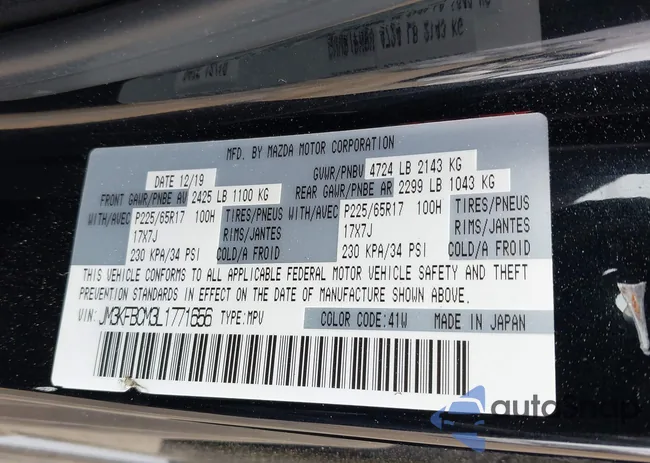 MFD. BY MAZDA MOTOR CORPORATION
DATE 12/19
GVWR/PNBV 4724 LB 2143 KG
FRONT GAWR/PNBE AV 2425 LB 1100 KG
REAR GAWR/PNBE AR 2299 LB 1043 KG
WITH/AVEC P225/65R17 100H TIRES/PNEUS WITH/AVEC P225/65R17 100H TIRES/PNEUS
17X7J RIMS/JANTES 17X7J RIMS/JANTES
230 KPA/34 PSI COLD/A FROID 230 KPA/34 PSI COLD/A FROID
THIS VEHICLE CONFORMS TO ALL APPLICABLE FEDERAL MOTOR VEHICLE SAFETY AND THEFT
PREVENTION STANDARDS IN EFFECT ON THE DATE OF MANUFACTURE SHOWN ABOVE.
VIN: JM3KFBCM3L1771656 TYPE: MPV COLOR CODE: 41W MADE IN JAPAN